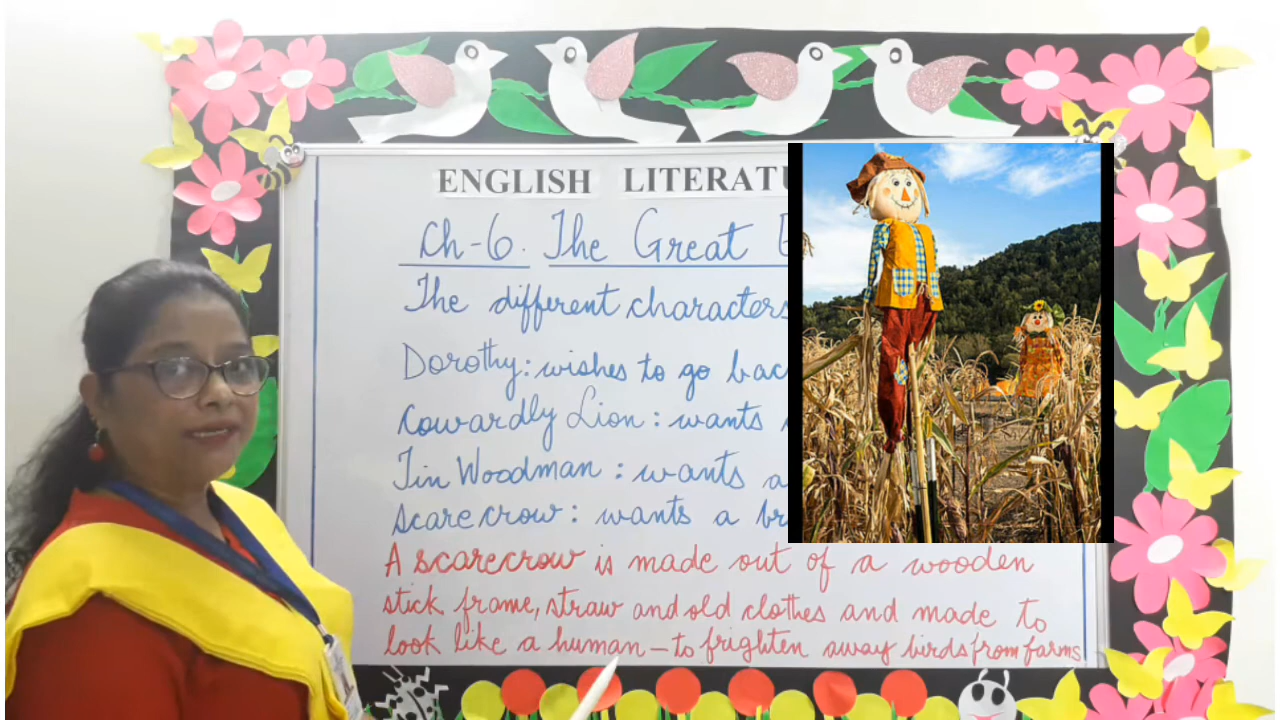 ENGLISH LITERATU
Ch-6. The Great
The different characters
Dorothy: wishes to go bac
Cowardly Lion: wants
Tin Woodman: wants a
Scarecrow: wants a br
A scarecrow is made out of a wooden
stick frame, straw and old clothes and made to
look like a human – to frighten away birds from farms